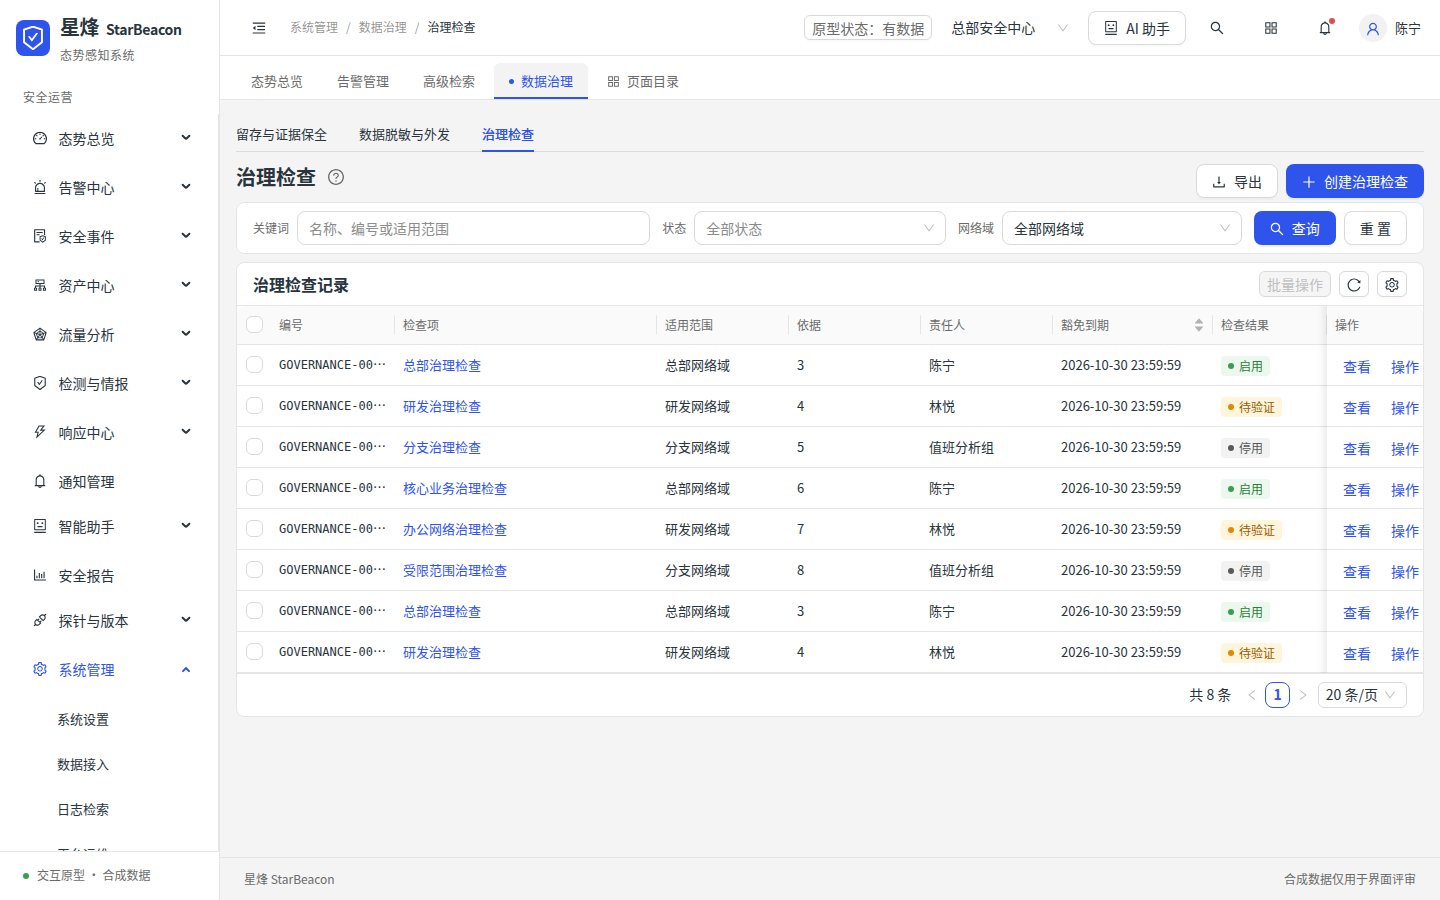 星烽 StarBeacon
态势感知系统
安全运营
态势总览
告警中心
安全事件
资产中心
流量分析
检测与情报
响应中心
通知管理
智能助手
安全报告
探针与版本
系统管理
系统设置
数据接入
日志检索
交互原型 · 合成数据
系统管理 / 数据治理 / 治理检查
原型状态：有数据
总部安全中心
AI 助手
陈宁
态势总览 告警管理 高级检索 数据治理 页面目录
留存与证据保全 数据脱敏与外发 治理检查
治理检查
导出
创建治理检查
关键词 名称、编号或适用范围 状态 全部状态 网络域 全部网络域 查询 重 置
治理检查记录
批量操作
编号 检查项 适用范围 依据 责任人 豁免到期 检查结果 操作
GOVERNANCE-00··· 总部治理检查 总部网络域 3 陈宁 2026-10-30 23:59:59 启用 查看 操作
GOVERNANCE-00··· 研发治理检查 研发网络域 4 林悦 2026-10-30 23:59:59 待验证 查看 操作
GOVERNANCE-00··· 分支治理检查 分支网络域 5 值班分析组 2026-10-30 23:59:59 停用 查看 操作
GOVERNANCE-00··· 核心业务治理检查 总部网络域 6 陈宁 2026-10-30 23:59:59 启用 查看 操作
GOVERNANCE-00··· 办公网络治理检查 研发网络域 7 林悦 2026-10-30 23:59:59 待验证 查看 操作
GOVERNANCE-00··· 受限范围治理检查 分支网络域 8 值班分析组 2026-10-30 23:59:59 停用 查看 操作
GOVERNANCE-00··· 总部治理检查 总部网络域 3 陈宁 2026-10-30 23:59:59 启用 查看 操作
GOVERNANCE-00··· 研发治理检查 研发网络域 4 林悦 2026-10-30 23:59:59 待验证 查看 操作
共 8 条 1 20 条/页
星烽 StarBeacon
合成数据仅用于界面评审